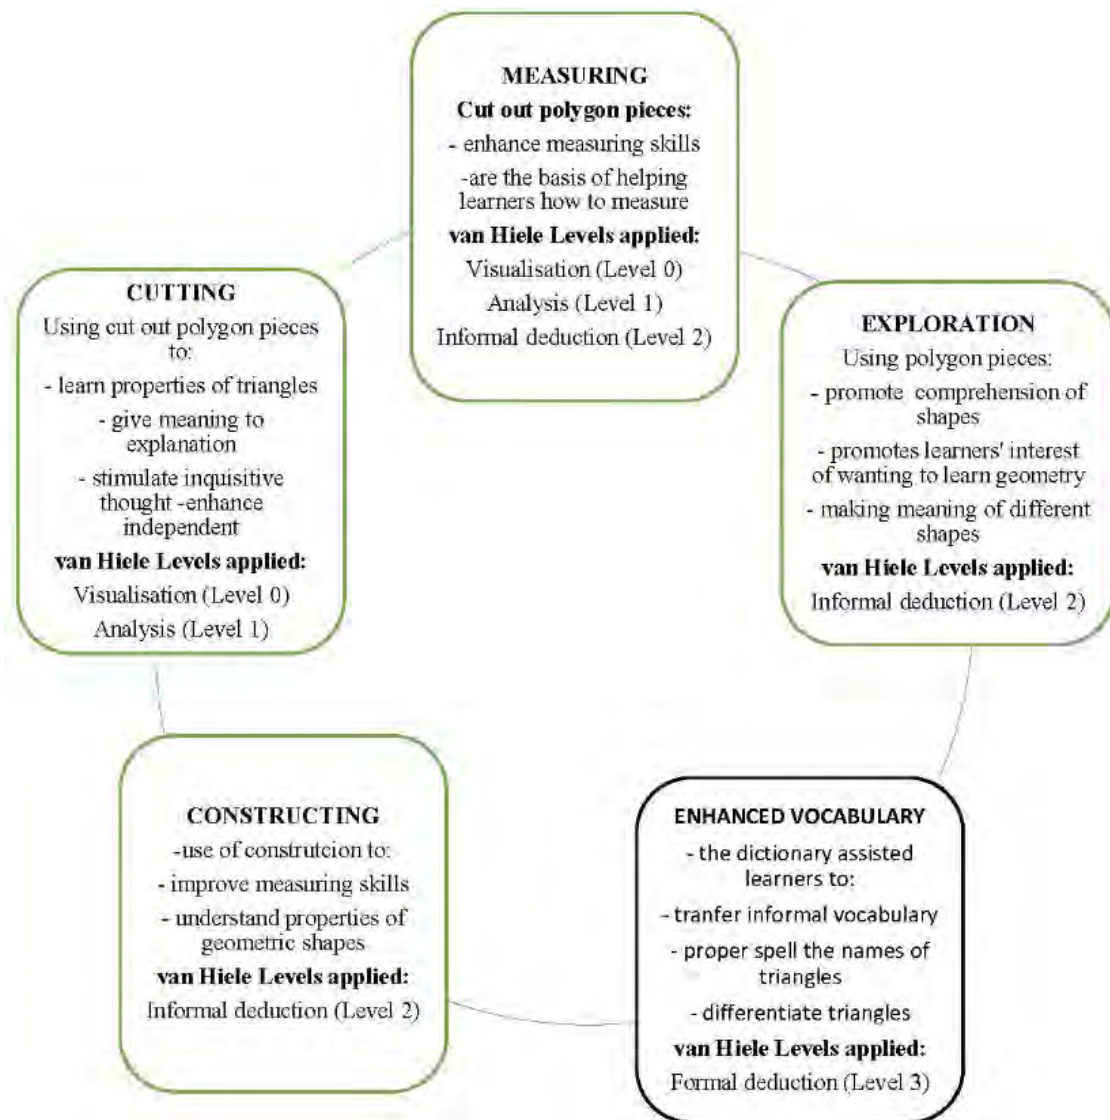 MEASURING
Cut out polygon pieces:
- enhance measuring skills
-are the basis of helping
learners how to measure
van Hiele Levels applied:
Visualisation (Level 0)
Analysis (Level 1)
Informal deduction (Level 2)
EXPLORATION
Using polygon pieces:
- promote comprehension of
shapes
- promotes learners' interest
of wanting to learn geometry
- making meaning of different
shapes
van Hiele Levels applied:
Informal deduction (Level 2)
ENHANCED VOCABULARY
- the dictionary assisted
learners to:
- tranfer informal vocabulary
- proper spell the names of
triangles
- differentiate triangles
van Hiele Levels applied:
Formal deduction (Level 3)
CONSTRUCTING
-use of construtcion to:
- improve measuring skills
- understand properties of
geometric shapes
van Hiele Levels applied:
Informal deduction (Level 2)
CUTTING
Using cut out polygon pieces
to:
- learn properties of triangles
- give meaning to
explanation
- stimulate inquisitive
thought -enhance
independent
van Hiele Levels applied:
Visualisation (Level 0)
Analysis (Level 1)